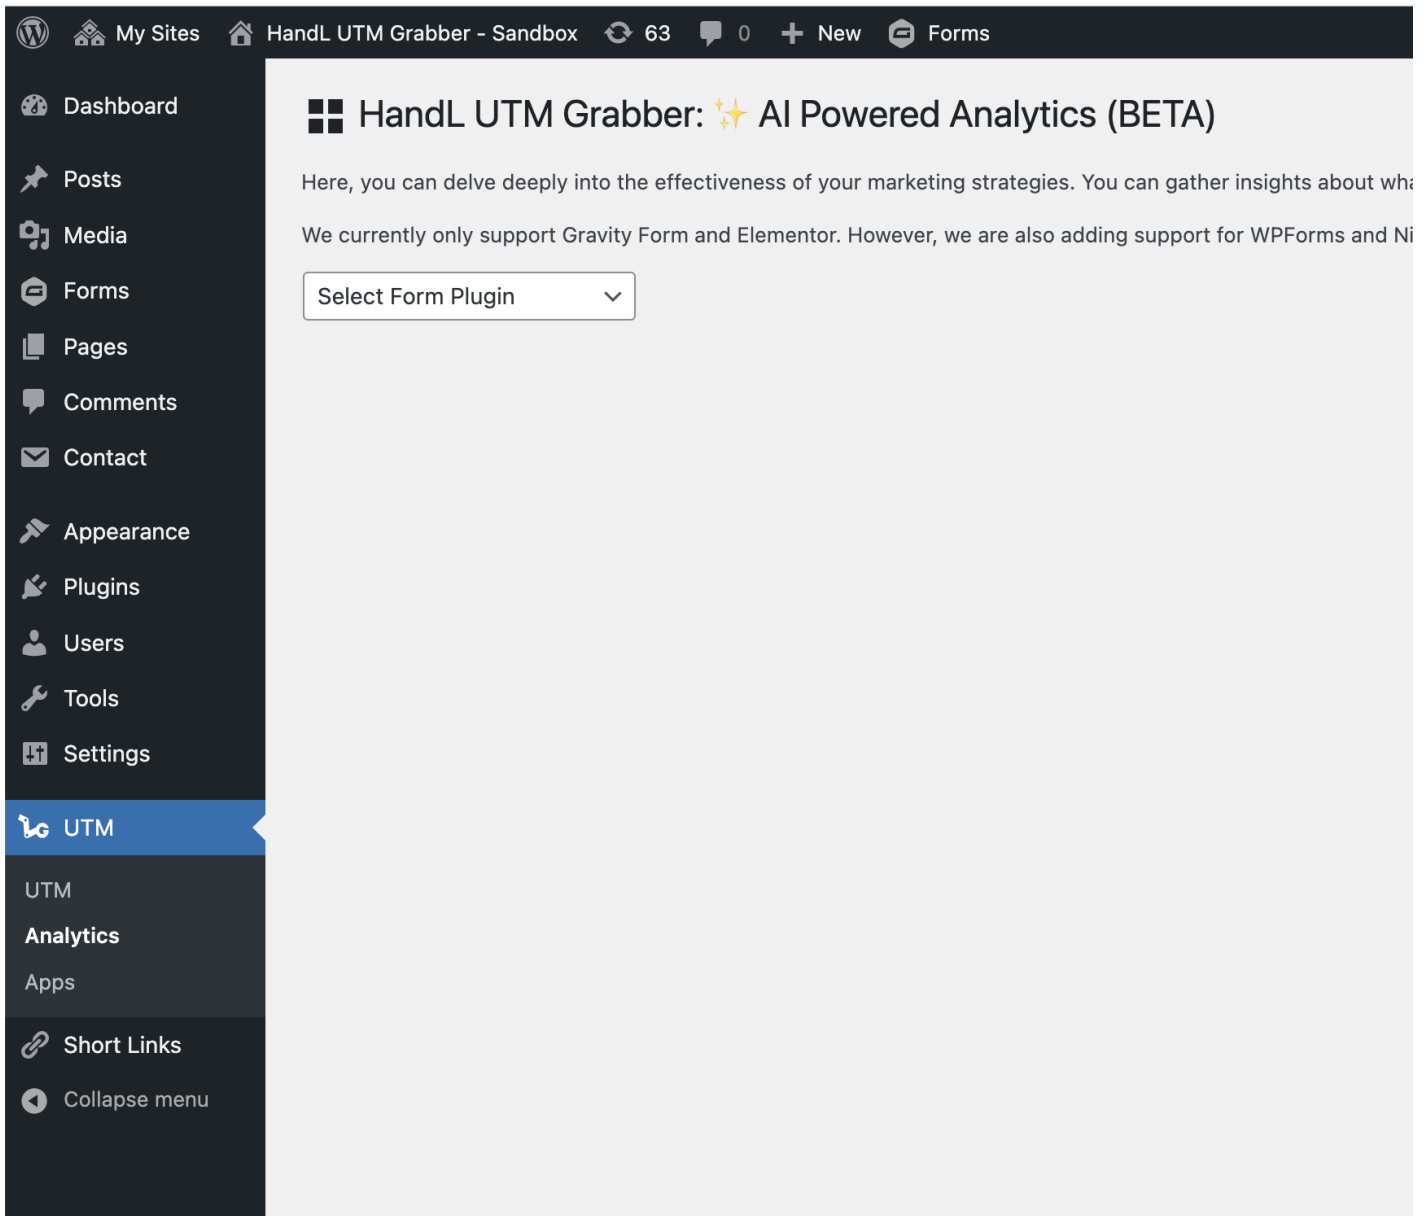 My Sites
HandL UTM Grabber - Sandbox
63
0
New
Forms
Dashboard
Posts
Media
Forms
Pages
Comments
Contact
Appearance
Plugins
Users
Tools
Settings
UTM
UTM
Analytics
Apps
Short Links
Collapse menu
HandL UTM Grabber: ✨ AI Powered Analytics (BETA)
Here, you can delve deeply into the effectiveness of your marketing strategies. You can gather insights about wha
We currently only support Gravity Form and Elementor. However, we are also adding support for WPForms and Ni
Select Form Plugin